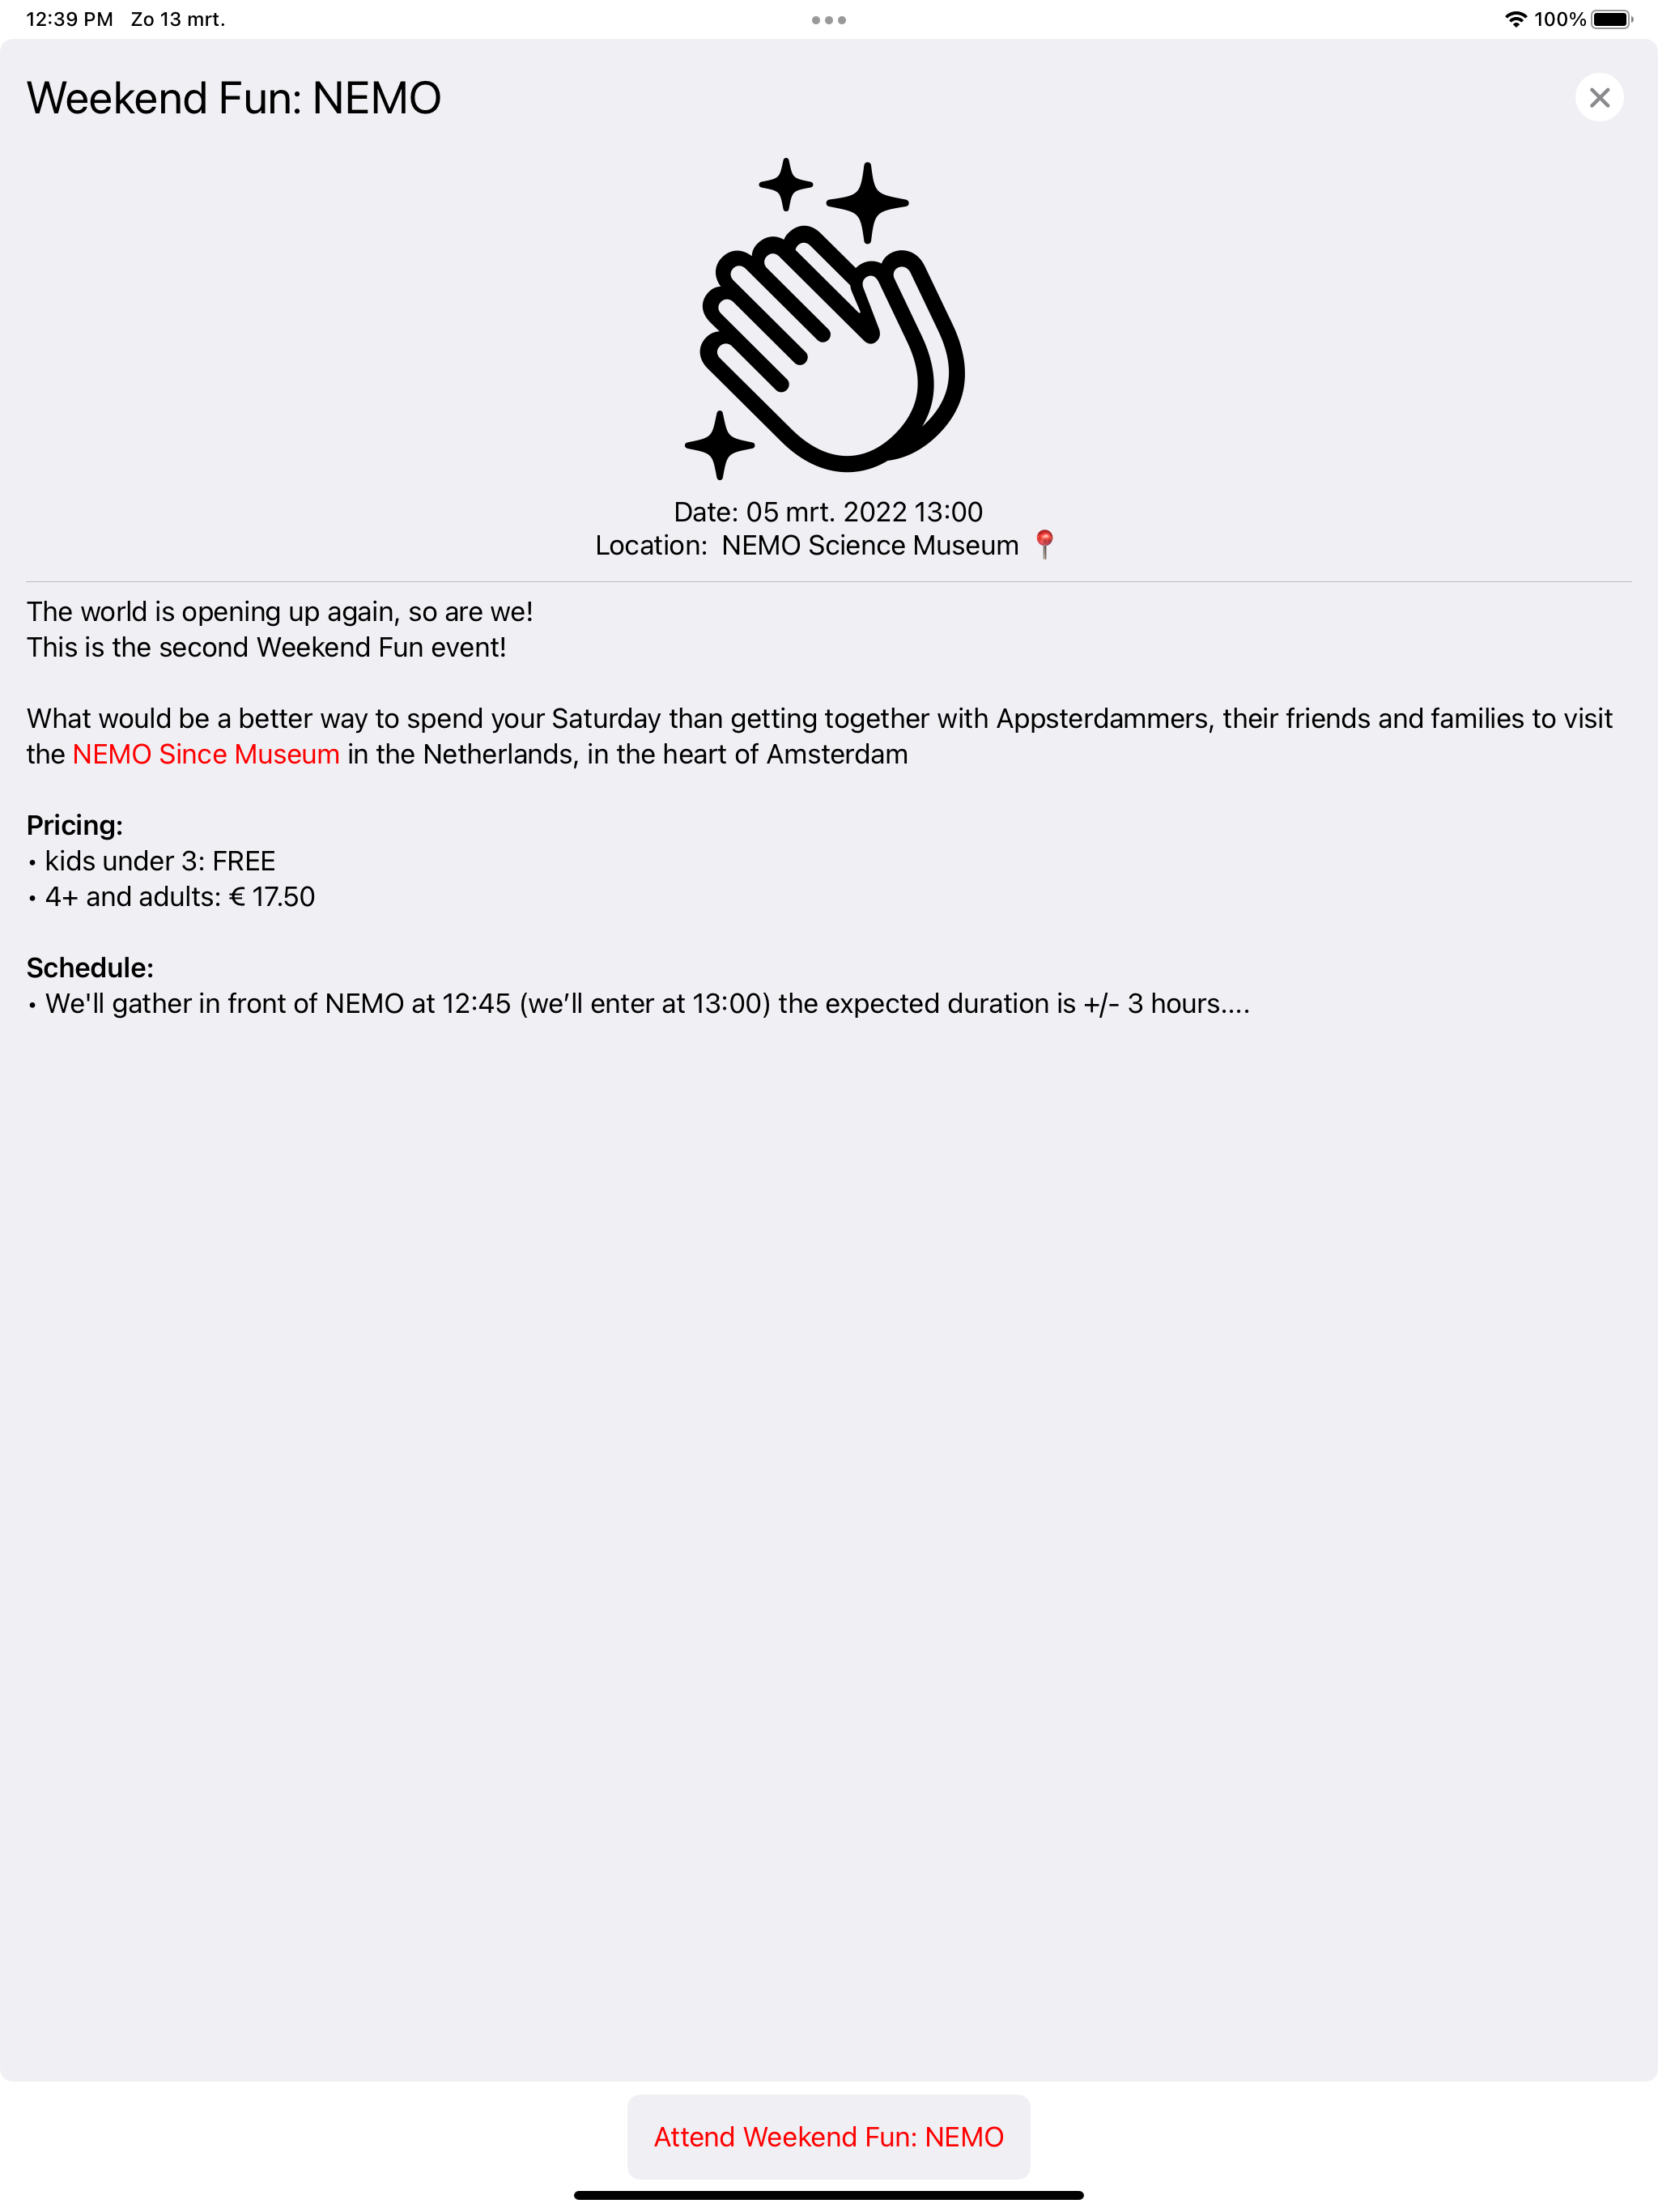 12:39 PM Zo 13 mrt. 100%
Weekend Fun: NEMO
Date: 05 mrt. 2022 13:00
Location: NEMO Science Museum 📍
The world is opening up again, so are we!
This is the second Weekend Fun event!
What would be a better way to spend your Saturday than getting together with Appsterdammers, their friends and families to visit
the NEMO Since Museum in the Netherlands, in the heart of Amsterdam
Pricing:
• kids under 3: FREE
• 4+ and adults: € 17.50
Schedule:
• We'll gather in front of NEMO at 12:45 (we’ll enter at 13:00) the expected duration is +/- 3 hours....
Attend Weekend Fun: NEMO